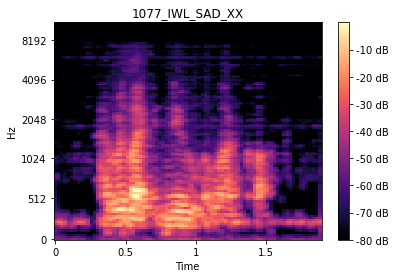 1077_IWL_SAD_XX
8192
4096
2048
1024
512
0
Hz
0
0.5
1
1.5
Time
-10 dB
-20 dB
-30 dB
-40 dB
-50 dB
-60 dB
-70 dB
-80 dB